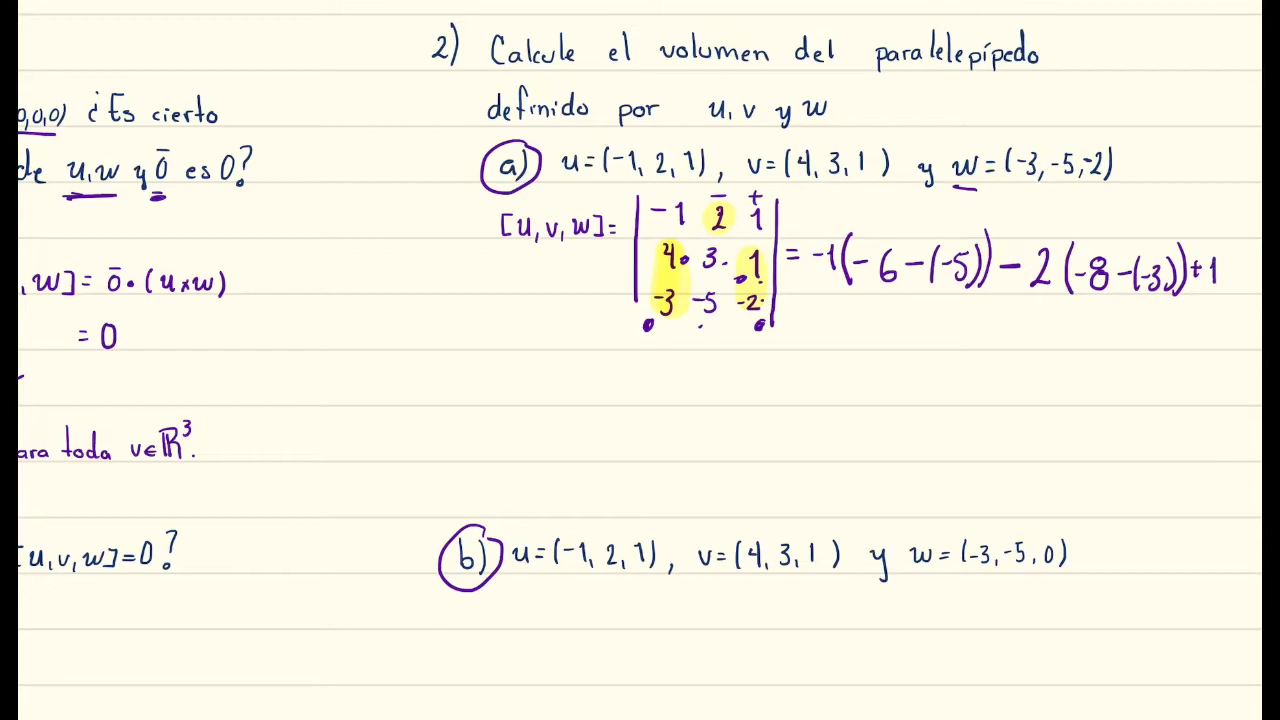 0,0,0) ¿Es cierto
de u,w y 0̄ es 0?
, w] = 0̄ • (u×w)
= 0
ara toda v∈ℝ³.
[u,v,w]=0?
2) Calcule el volumen del paralelepípedo
definido por u, v y w
a) u=(-1, 2, 1), v=(4, 3, 1) y w=(-3,-5,-2)
- +
[u,v,w]= | -1 2 1 |
| 4 3 1 | = -1(-6-(-5)) - 2(-8-(-3)) + 1
| -3 -5 -2 |
b) u=(-1, 2, 1), v=(4, 3, 1) y w=(-3,-5, 0)